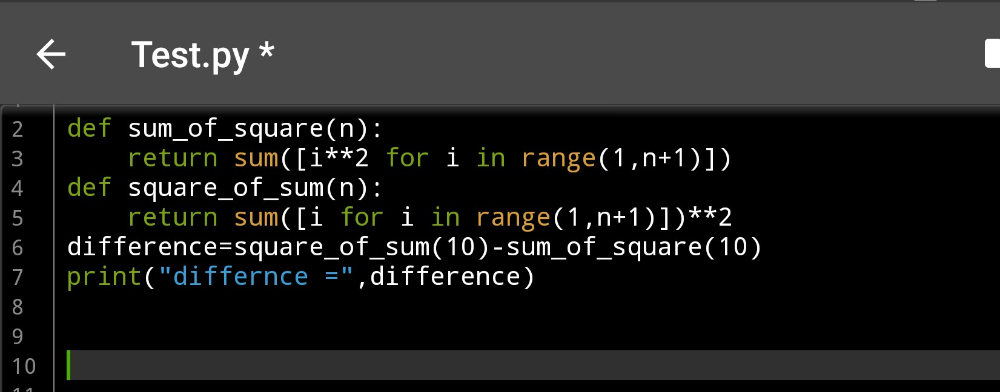 Test.py *
2 def sum_of_square(n):
3     return sum([i**2 for i in range(1,n+1)])
4 def square_of_sum(n):
5     return sum([i for i in range(1,n+1)])**2
6 difference=square_of_sum(10)-sum_of_square(10)
7 print("differnce =",difference)
8
9
10
11